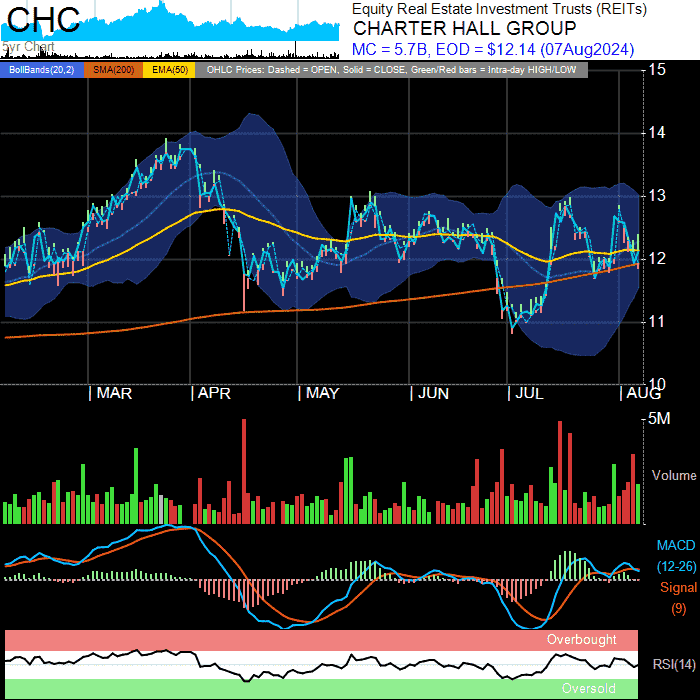 CHC
Equity Real Estate Investment Trusts (REITs)
CHARTER HALL GROUP
MC = 5.7B, EOD = $12.14 (07Aug2024)
5yr Chart
BollBands(20,2) SMA(200) EMA(50) OHLC Prices: Dashed = OPEN, Solid = CLOSE, Green/Red bars = Intra-day HIGH/LOW
15
14
13
12
11
10
| MAR | APR | MAY | JUN | JUL | AUG
5M
Volume
MACD
(12-26)
Signal
(9)
Overbought
RSI(14)
Oversold